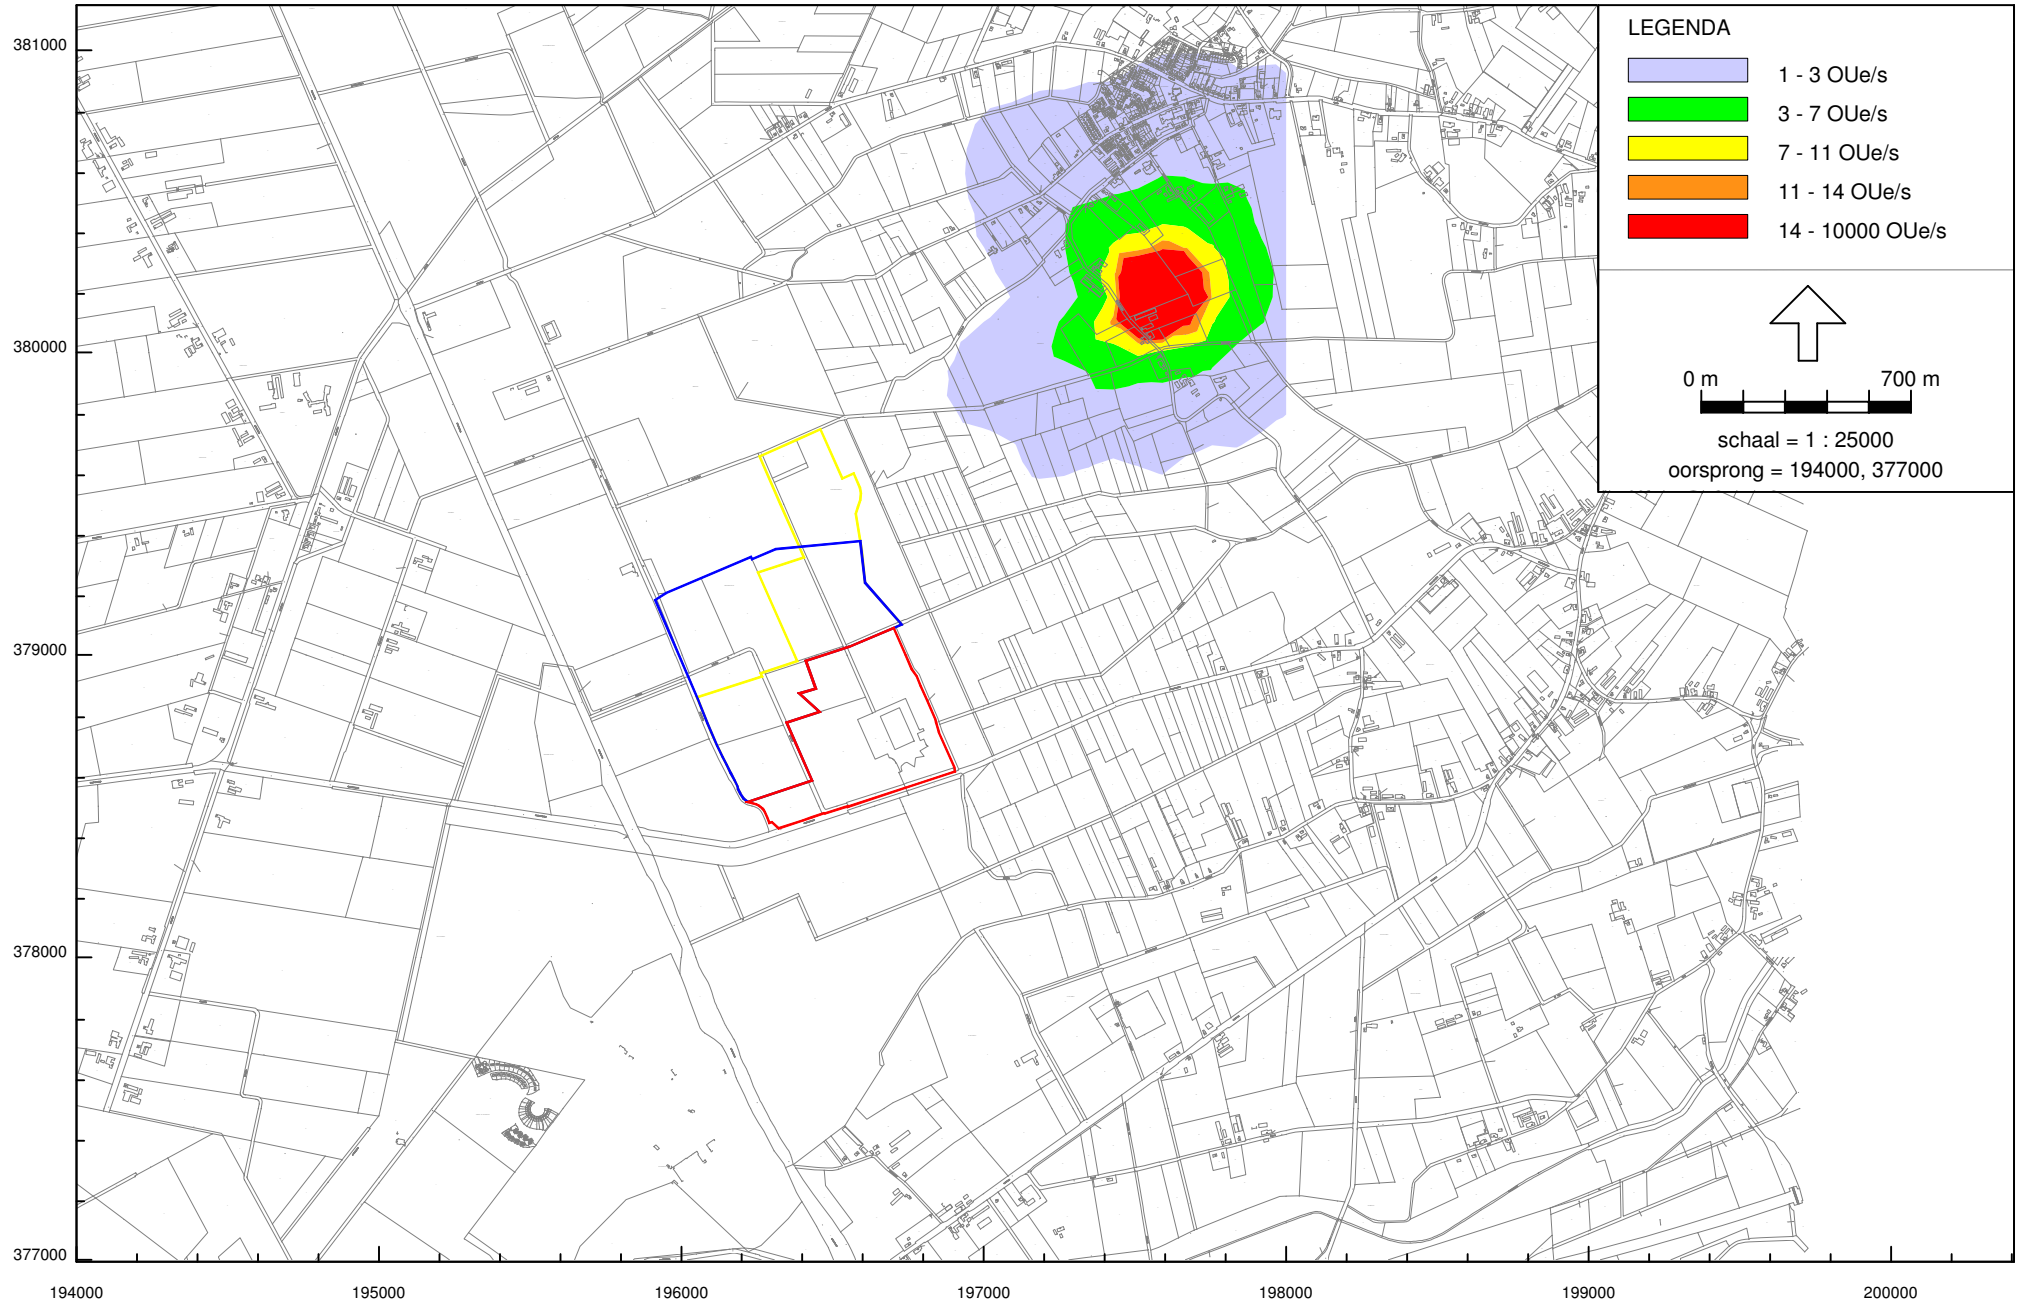 LEGENDA
1 - 3 OUe/s
3 - 7 OUe/s
7 - 11 OUe/s
11 - 14 OUe/s
14 - 10000 OUe/s
0 m 700 m
schaal = 1 : 25000
oorsprong = 194000, 377000
381000
380000
379000
378000
377000
194000 195000 196000 197000 198000 199000 200000